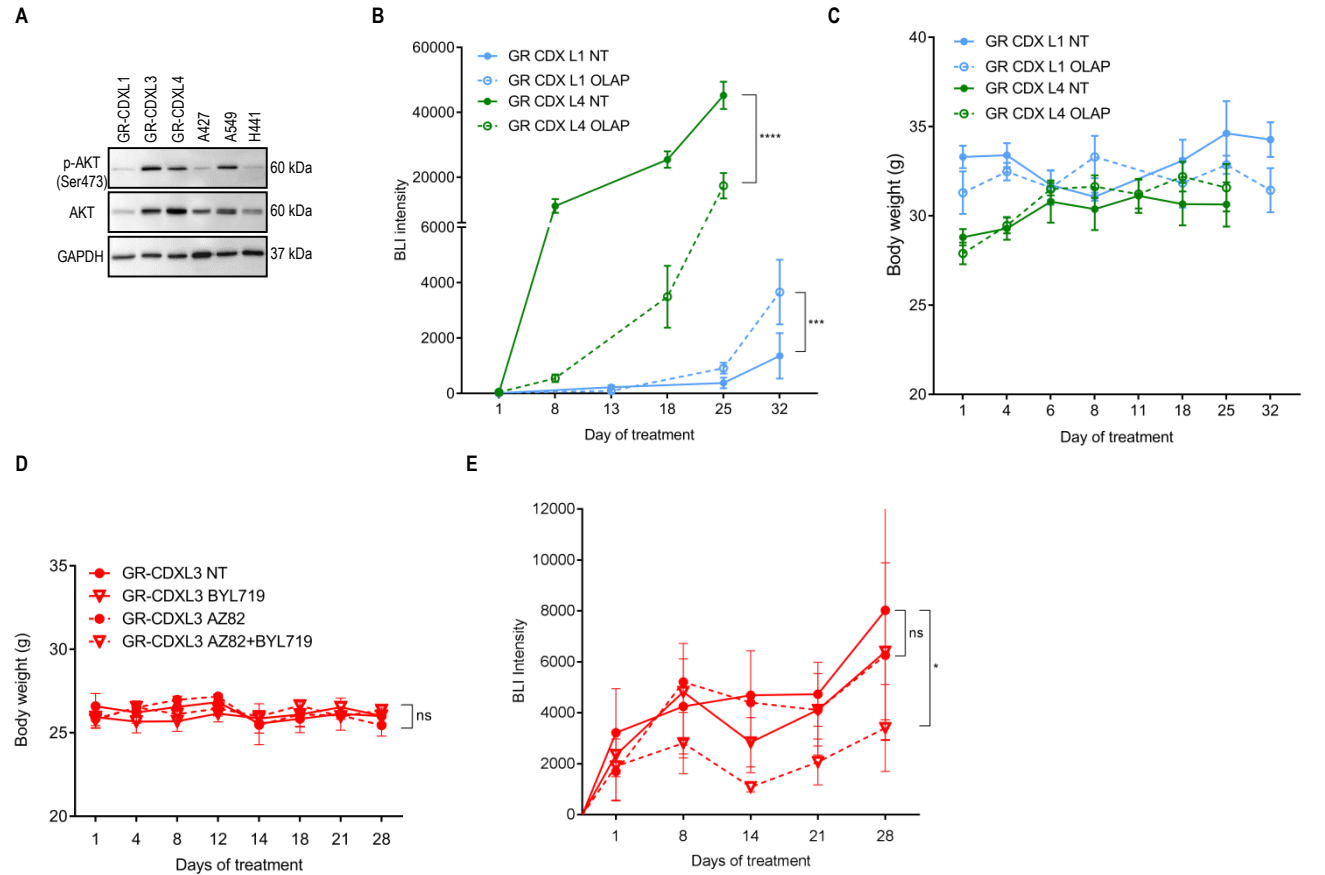 A
GR-CDXL1
GR-CDXL3
GR-CDXL4
A427
A549
H441
p-AKT
(Ser473)
60 kDa
AKT
60 kDa
GAPDH
37 kDa
B
GR CDX L1 NT
GR CDX L1 OLAP
GR CDX L4 NT
GR CDX L4 OLAP
60000
40000
20000
6000
4000
2000
0
BLI intensity
****
***
1 8 13 18 25 32
Day of treatment
C
GR CDX L1 NT
GR CDX L1 OLAP
GR CDX L4 NT
GR CDX L4 OLAP
40
35
30
25
20
Body weight (g)
1 4 6 8 11 18 25 32
Day of treatment
D
GR-CDXL3 NT
GR-CDXL3 BYL719
GR-CDXL3 AZ82
GR-CDXL3 AZ82+BYL719
35
30
25
20
Body weight (g)
ns
1 4 8 12 14 18 21 28
Days of treatment
E
12000
10000
8000
6000
4000
2000
0
BLI Intensity
ns
*
1 8 14 21 28
Days of treatment